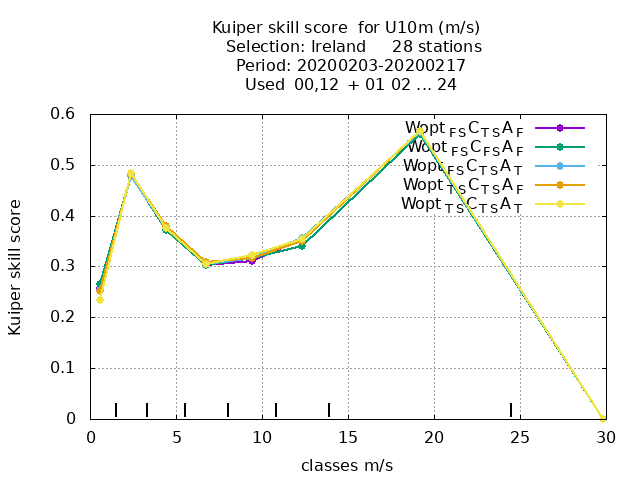 Kuiper skill score for U10m (m/s)
Selection: Ireland 28 stations
Period: 20200203-20200217
Used 00,12 + 01 02 ... 24
Kuiper skill score
0.6
0.5
0.4
0.3
0.2
0.1
0
Wopt FS C TS A F
Wopt FS C FS A F
Wopt FS C TS A T
Wopt TS C TS A F
Wopt TS C TS A T
0 5 10 15 20 25 30
classes m/s